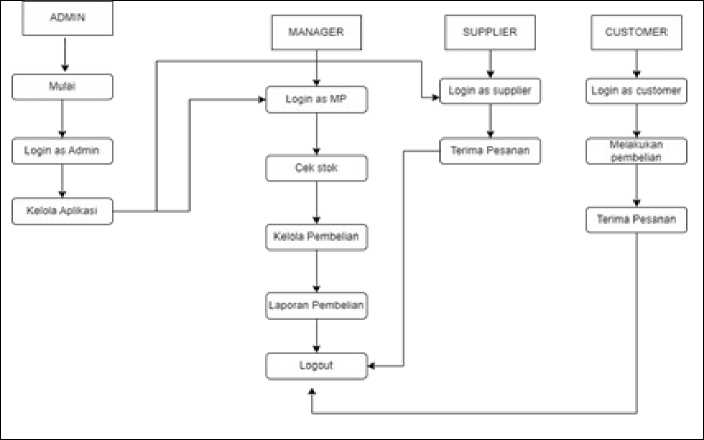 ADMIN
Mulai
Login as Admin
Kelola Aplikasi
MANAGER
Login as MP
Cek stok
Kelola Pembelian
Laporan Pembelian
Logout
SUPPLIER
Login as supplier
Terima Pesanan
CUSTOMER
Login as customer
Melakukan
pembelian
Terima Pesanan